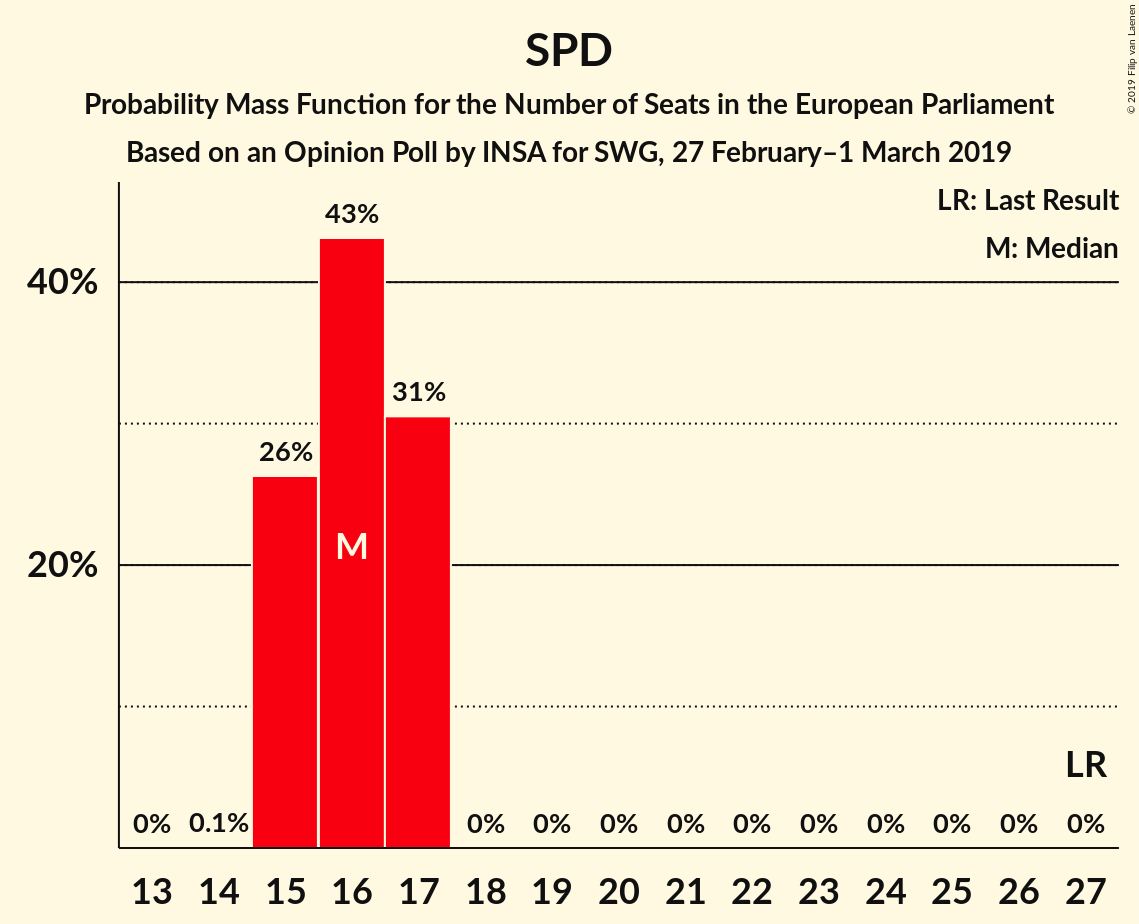 SPD
Probability Mass Function for the Number of Seats in the European Parliament
Based on an Opinion Poll by INSA for SWG, 27 February–1 March 2019
© 2019 Filip van Laenen
LR: Last Result
M: Median
43%
40%
31%
26%
M
20%
LR
0% 0.1% 0% 0% 0% 0% 0% 0% 0% 0% 0% 0%
13 14 15 16 17 18 19 20 21 22 23 24 25 26 27